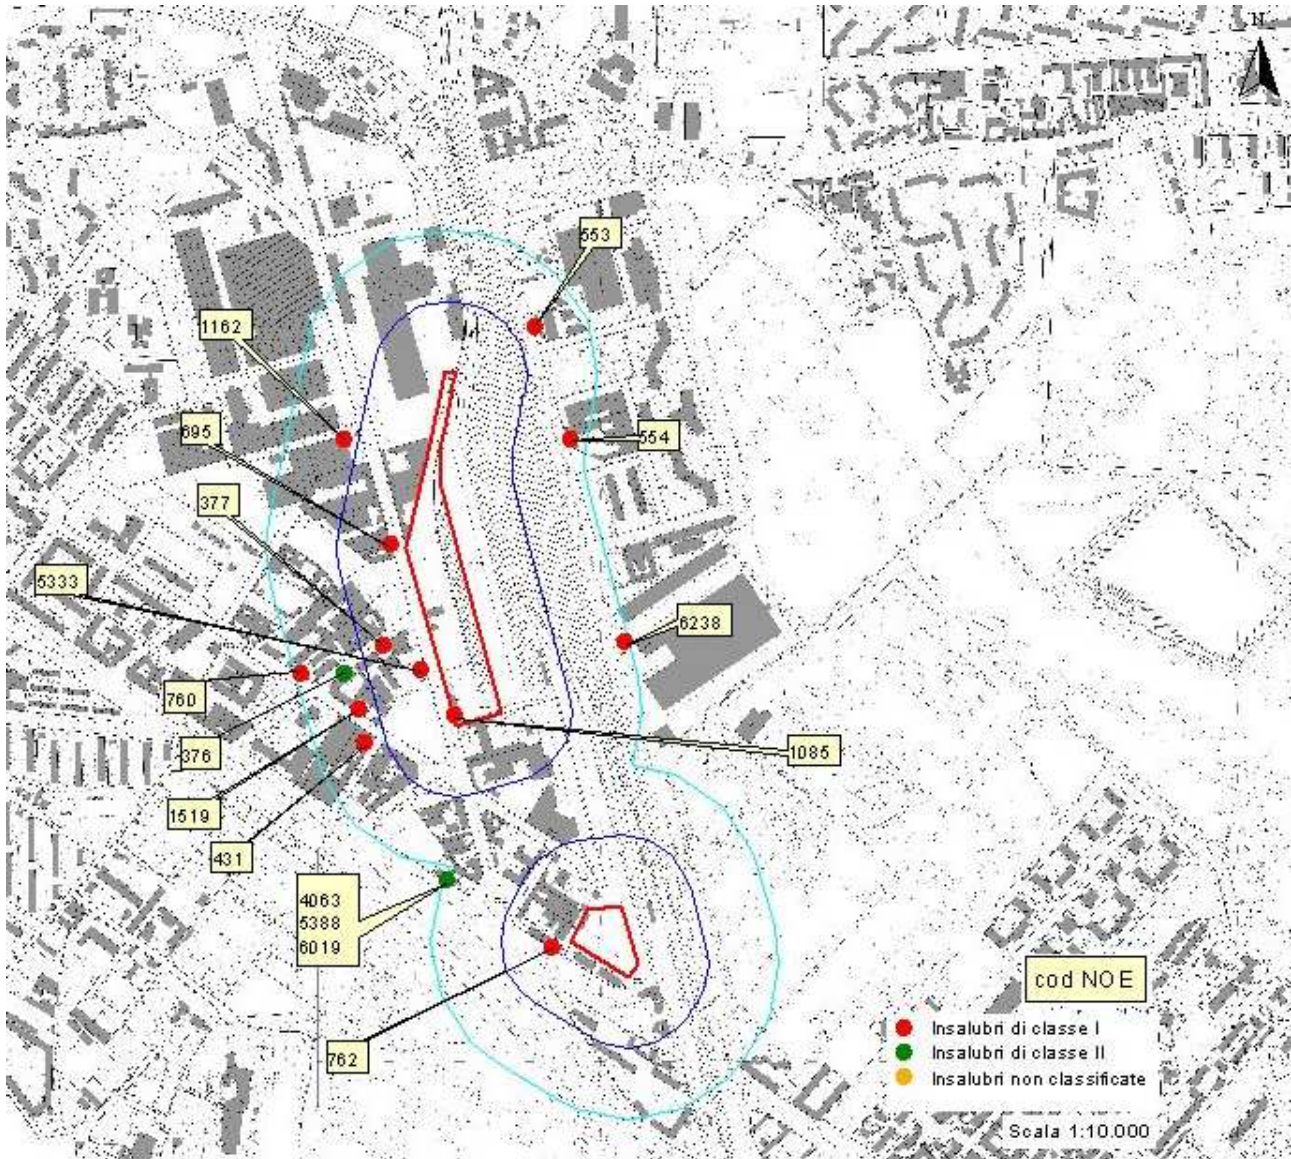 N
553
1162
695
554
377
5333
6238
760
376
1085
1519
431
4063
5388
6019
762
cod NOE
Insalubri di classe I
Insalubri di classe II
Insalubri non classificate
Scala 1:10.000